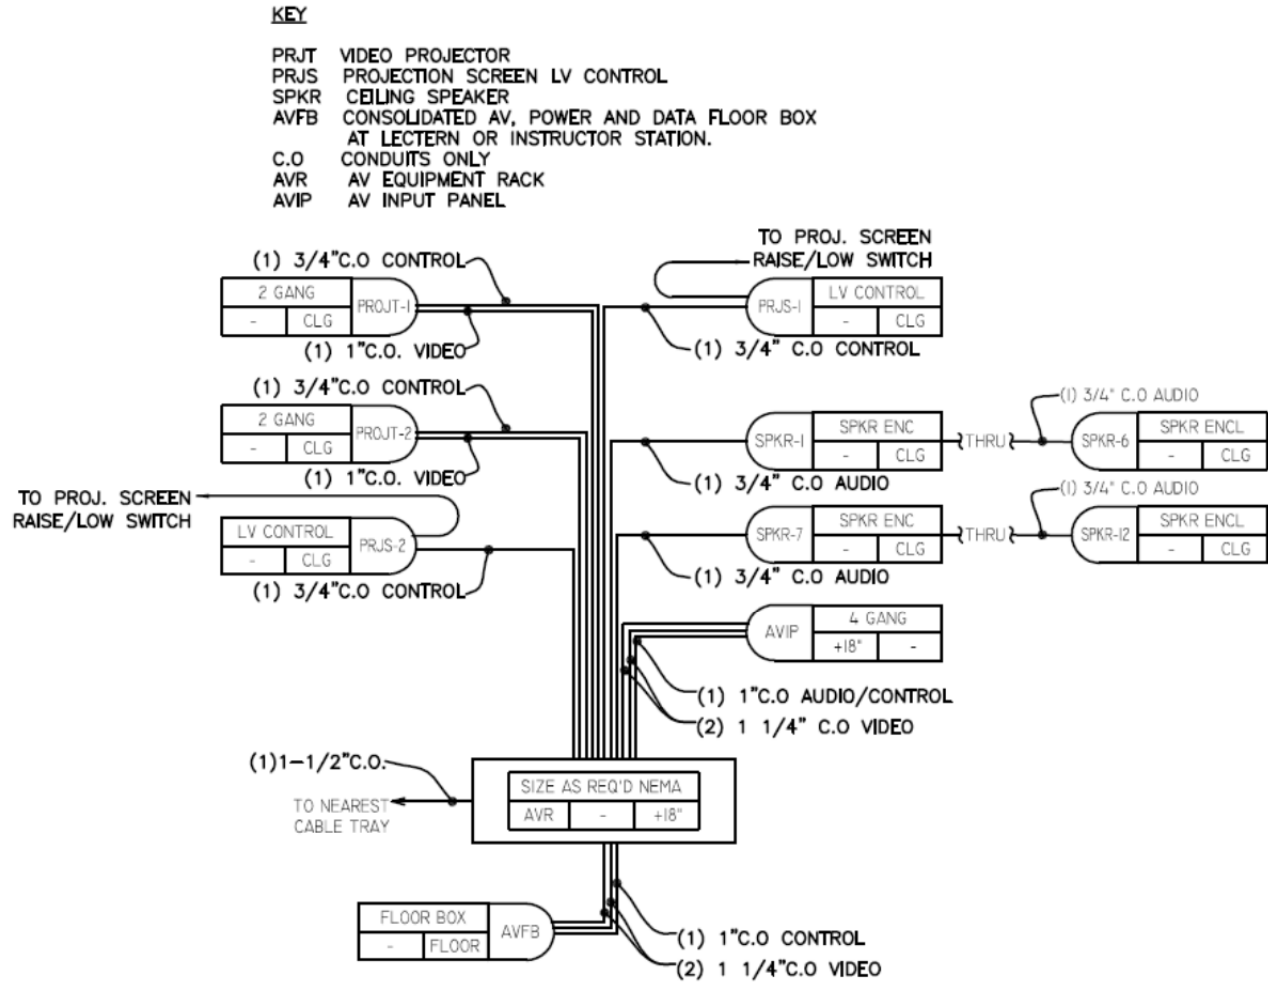 KEY
PRJT VIDEO PROJECTOR
PRJS PROJECTION SCREEN LV CONTROL
SPKR CEILING SPEAKER
AVFB CONSOLIDATED AV, POWER AND DATA FLOOR BOX
AT LECTERN OR INSTRUCTOR STATION.
C.O CONDUITS ONLY
AVR AV EQUIPMENT RACK
AVIP AV INPUT PANEL
(1) 3/4"C.O CONTROL
2 GANG
- CLG
PROJT-1
(1) 1"C.O. VIDEO
(1) 3/4"C.O CONTROL
2 GANG
- CLG
PROJT-2
(1) 1"C.O. VIDEO
TO PROJ. SCREEN
RAISE/LOW SWITCH
LV CONTROL
- CLG
PRJS-2
(1) 3/4"C.O CONTROL
TO PROJ. SCREEN
RAISE/LOW SWITCH
PRJS-1
LV CONTROL
- CLG
(1) 3/4" C.O CONTROL
SPKR-1
SPKR ENC
- CLG
THRU
(1) 3/4" C.O AUDIO
SPKR-6
SPKR ENCL
- CLG
(1) 3/4" C.O AUDIO
SPKR-7
SPKR ENC
- CLG
THRU
(1) 3/4" C.O AUDIO
SPKR-12
SPKR ENCL
- CLG
(1) 3/4" C.O AUDIO
AVIP
4 GANG
+18" -
(1) 1"C.O AUDIO/CONTROL
(2) 1 1/4" C.O VIDEO
(1)1-1/2"C.O.
TO NEAREST
CABLE TRAY
SIZE AS REQ'D NEMA
AVR - +18"
FLOOR BOX
- FLOOR
AVFB
(1) 1"C.O CONTROL
(2) 1 1/4"C.O VIDEO